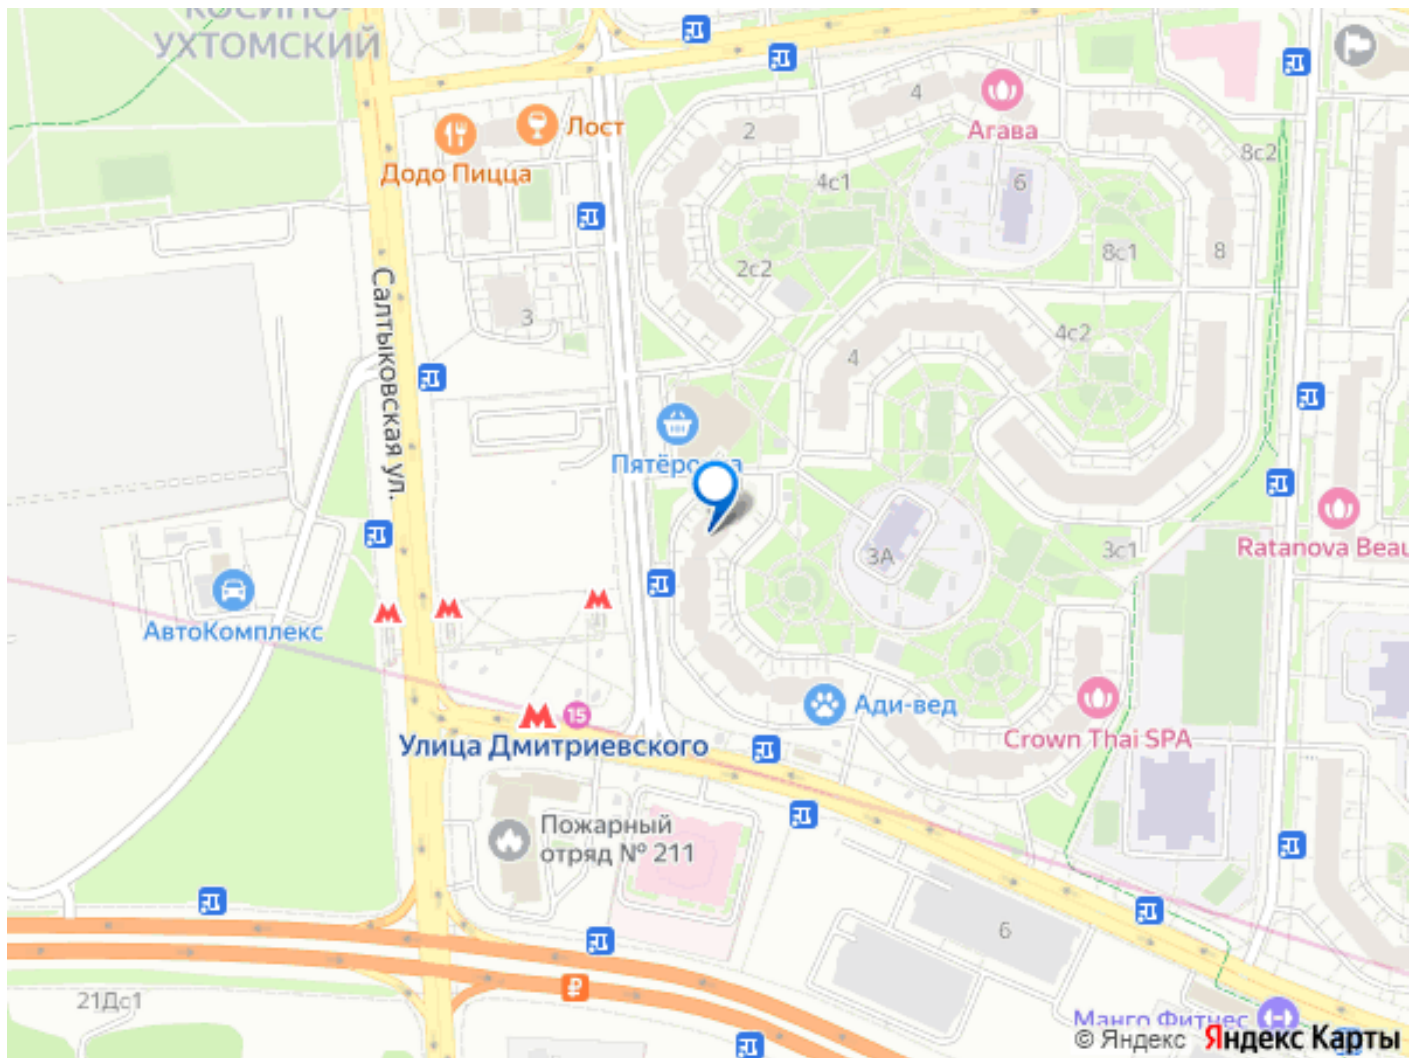 КОСИНО-
УХТОМСКИЙ
4
Агава
2
Лост
Додо Пицца
8с2
4с1
6
8
8с1
2с2
3
Салтыковская ул.
4с2
4
Ratanova Beau
3А
3с1
АвтоКомплекс
Ади-вед
15
Улица Дмитриевского
Crown Thai SPA
Пожарный
отряд № 211
6
21Дс1
Манго Фитнес
© Яндекс Яндекс Карты